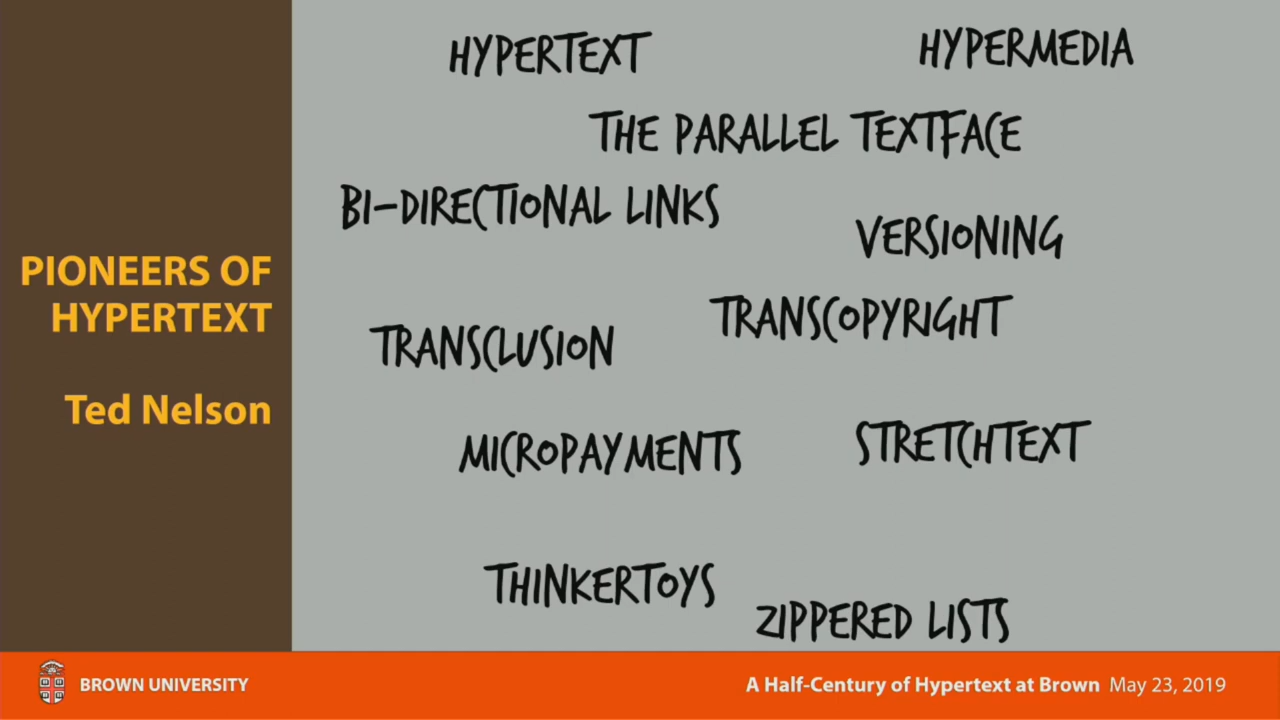 PIONEERS OF
HYPERTEXT
Ted Nelson
HYPERTEXT
HYPERMEDIA
THE PARALLEL TEXTFACE
BI-DIRECTIONAL LINKS
VERSIONING
TRANSCOPYRIGHT
TRANSCLUSION
MICROPAYMENTS
STRETCHTEXT
THINKERTOYS
ZIPPERED LISTS
BROWN UNIVERSITY
A Half-Century of Hypertext at Brown May 23, 2019